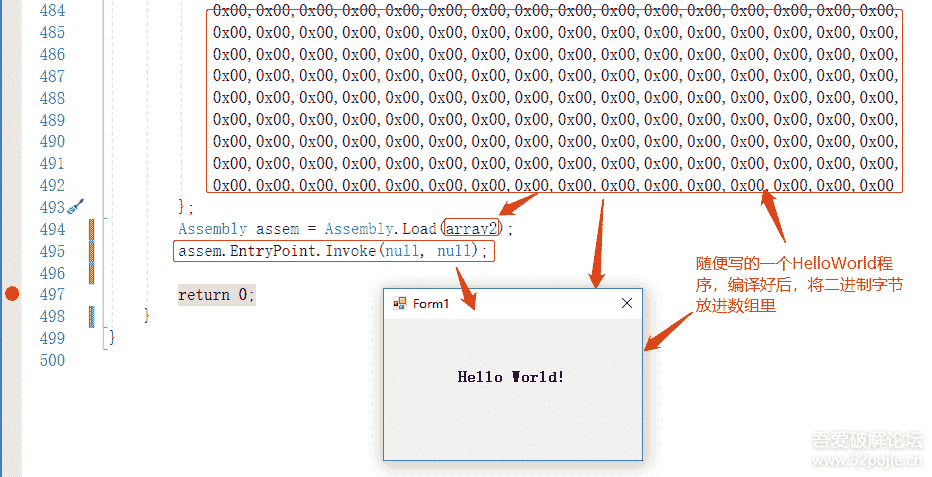 484 0x00,0x00,0x00,0x00,0x00,0x00,0x00,0x00,0x00,0x00,0x00,0x00,0x00,0x00,0x00,0x00,
485 0x00,0x00,0x00,0x00,0x00,0x00,0x00,0x00,0x00,0x00,0x00,0x00,0x00,0x00,0x00,0x00,
486 0x00,0x00,0x00,0x00,0x00,0x00,0x00,0x00,0x00,0x00,0x00,0x00,0x00,0x00,0x00,0x00,
487 0x00,0x00,0x00,0x00,0x00,0x00,0x00,0x00,0x00,0x00,0x00,0x00,0x00,0x00,0x00,0x00,
488 0x00,0x00,0x00,0x00,0x00,0x00,0x00,0x00,0x00,0x00,0x00,0x00,0x00,0x00,0x00,0x00,
489 0x00,0x00,0x00,0x00,0x00,0x00,0x00,0x00,0x00,0x00,0x00,0x00,0x00,0x00,0x00,0x00,
490 0x00,0x00,0x00,0x00,0x00,0x00,0x00,0x00,0x00,0x00,0x00,0x00,0x00,0x00,0x00,0x00,
491 0x00,0x00,0x00,0x00,0x00,0x00,0x00,0x00,0x00,0x00,0x00,0x00,0x00,0x00,0x00,0x00,
492 0x00,0x00,0x00,0x00,0x00,0x00,0x00,0x00,0x00,0x00,0x00,0x00,0x00,0x00,0x00,0x00
493 };
494 Assembly assem = Assembly.Load(array2);
495 assem.EntryPoint.Invoke(null, null);
496
497 return 0;
498 }
499 }
500
随便写的一个HelloWorld程
序，编译好后，将二进制字节
放进数组里
Form1
Hello World!
吾爱破解论坛
www.52pojie.cn